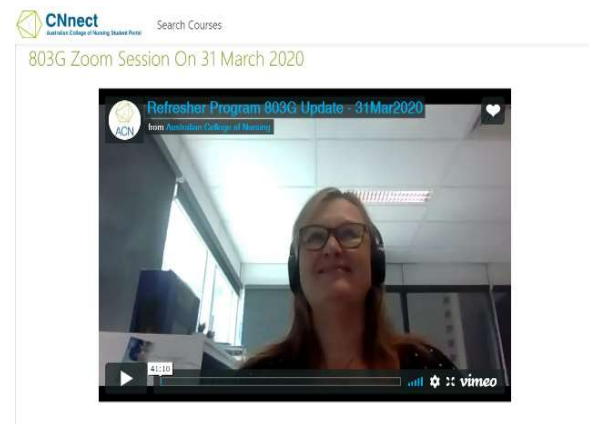 CNnect
Australian College of Nursing Student Portal
Search Courses
803G Zoom Session On 31 March 2020
Refresher Program 803G Update - 31Mar2020
from Australian College of Nursing
ACN
41:10
vimeo